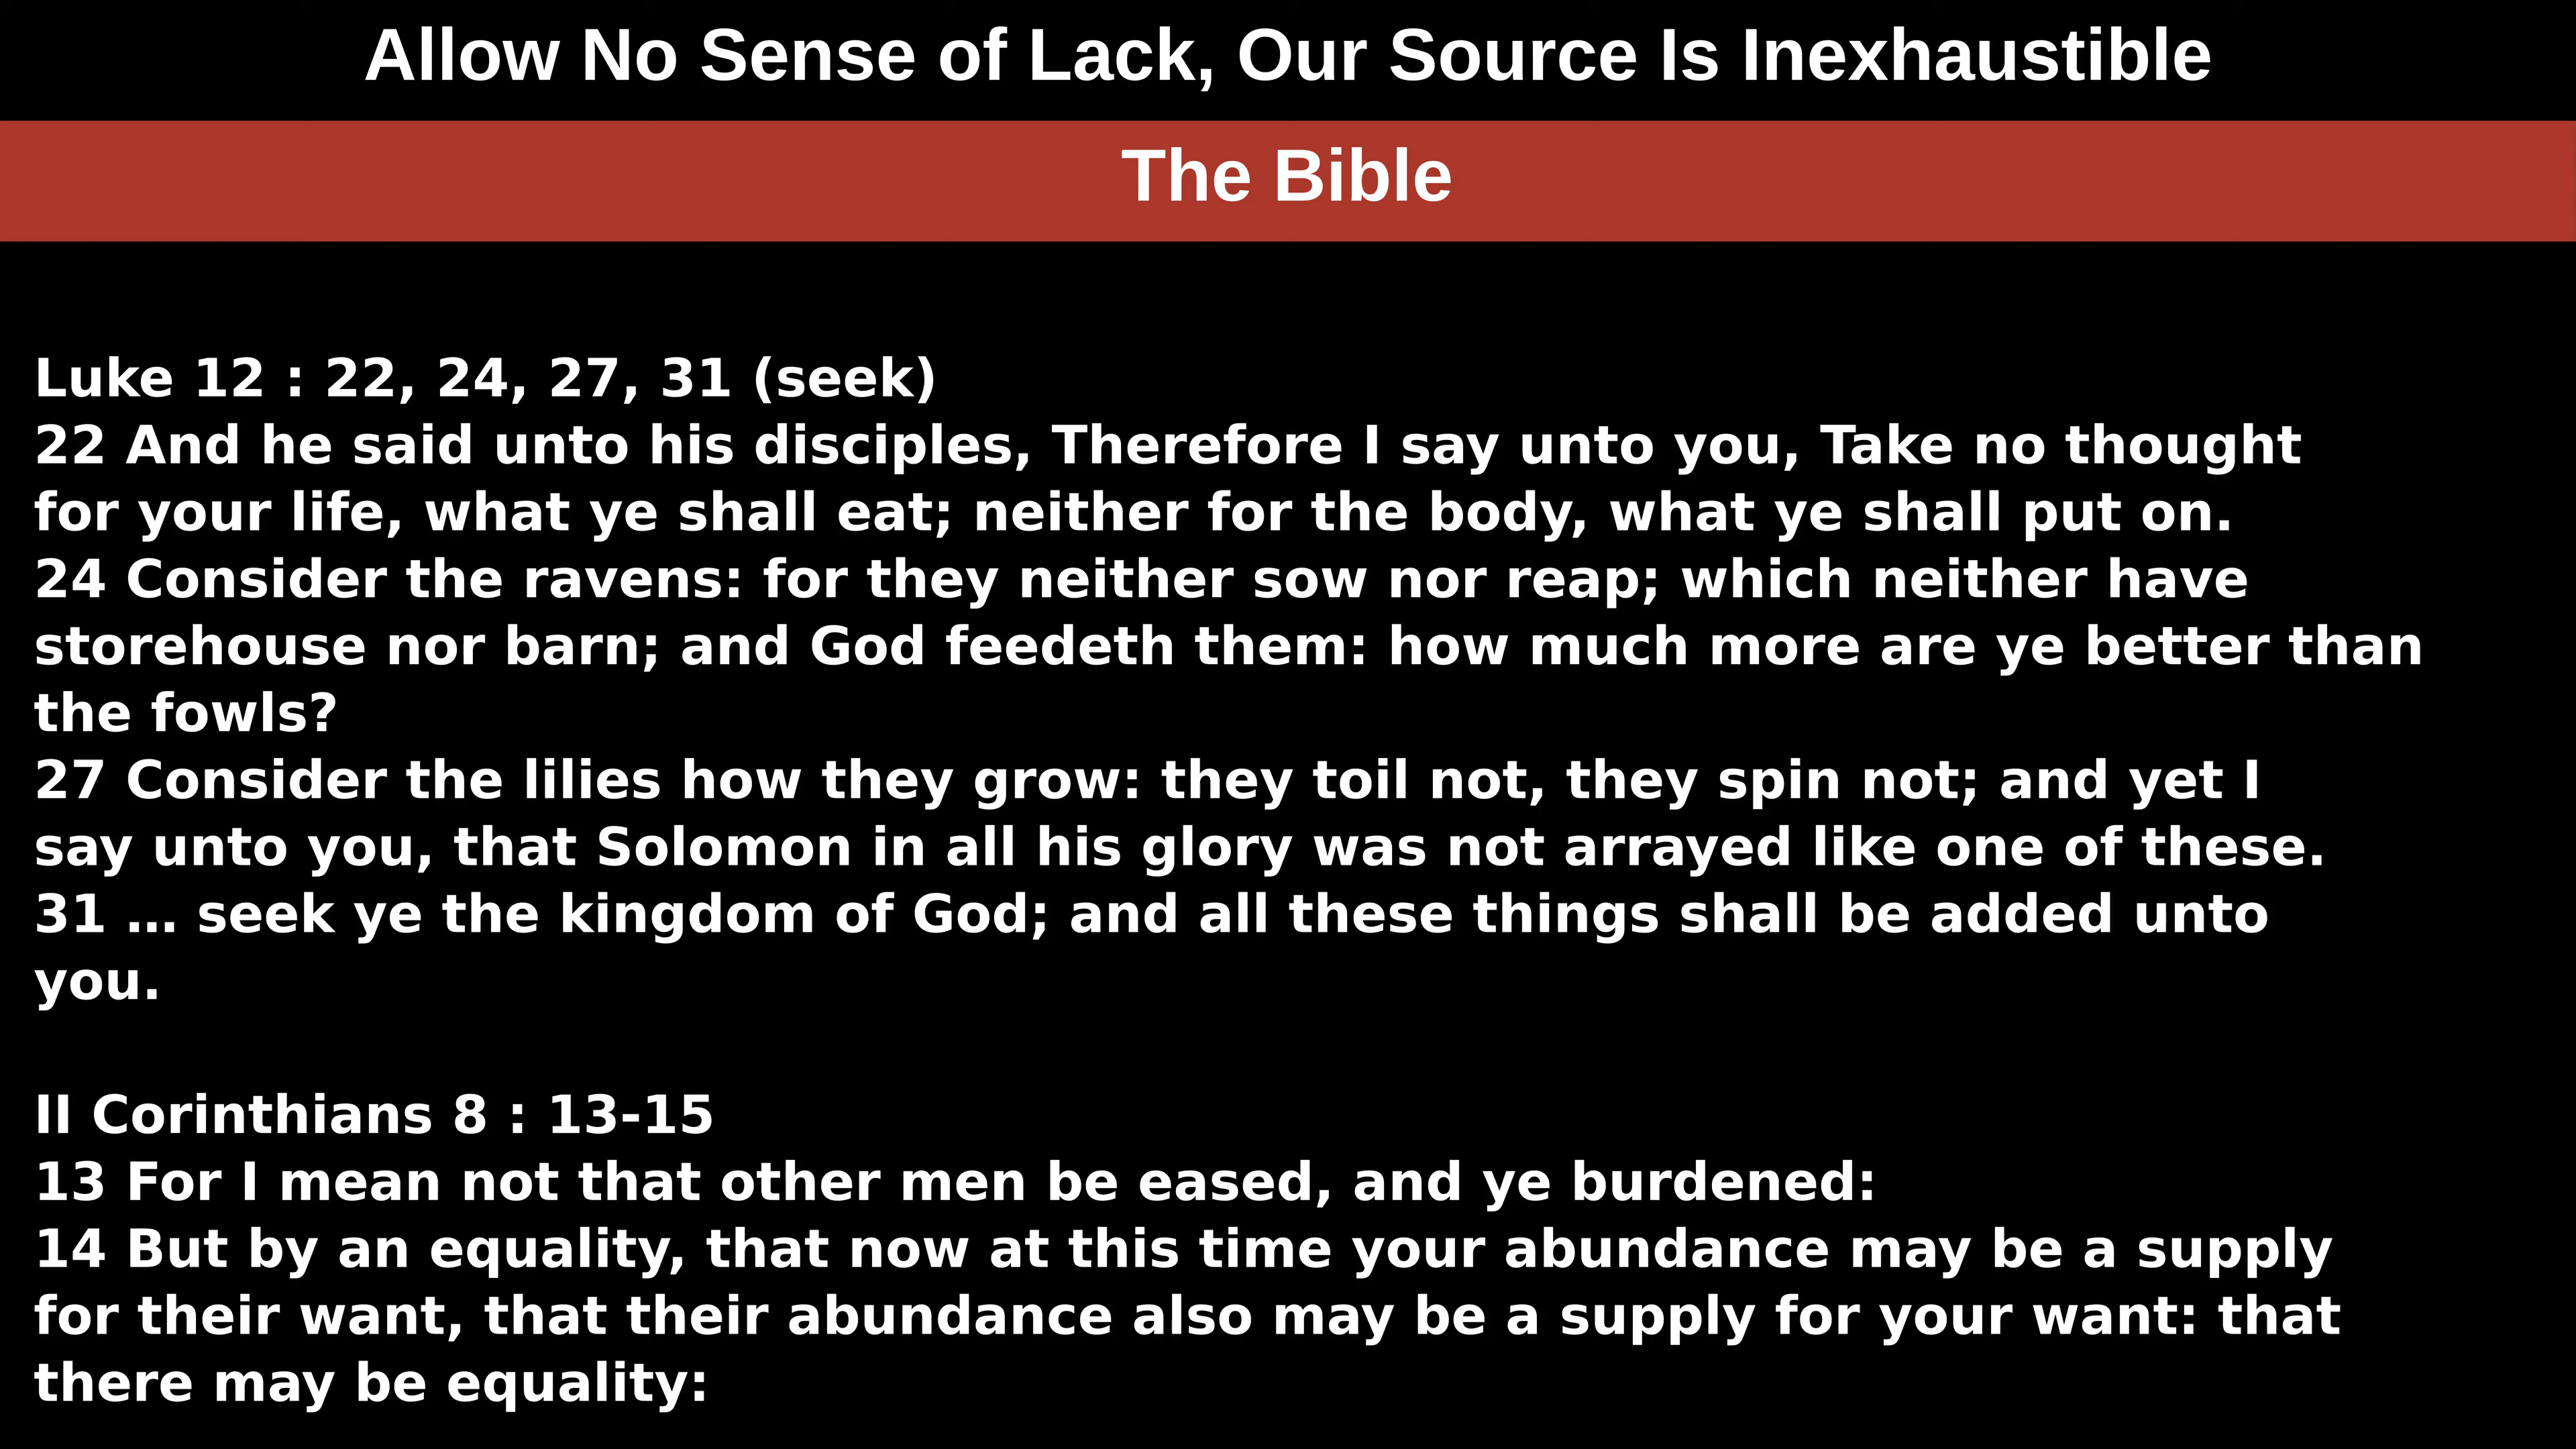 Allow No Sense of Lack, Our Source Is Inexhaustible
The Bible
Luke 12 : 22, 24, 27, 31 (seek)
22 And he said unto his disciples, Therefore I say unto you, Take no thought
for your life, what ye shall eat; neither for the body, what ye shall put on.
24 Consider the ravens: for they neither sow nor reap; which neither have
storehouse nor barn; and God feedeth them: how much more are ye better than
the fowls?
27 Consider the lilies how they grow: they toil not, they spin not; and yet I
say unto you, that Solomon in all his glory was not arrayed like one of these.
31 … seek ye the kingdom of God; and all these things shall be added unto
you.
II Corinthians 8 : 13-15
13 For I mean not that other men be eased, and ye burdened:
14 But by an equality, that now at this time your abundance may be a supply
for their want, that their abundance also may be a supply for your want: that
there may be equality: